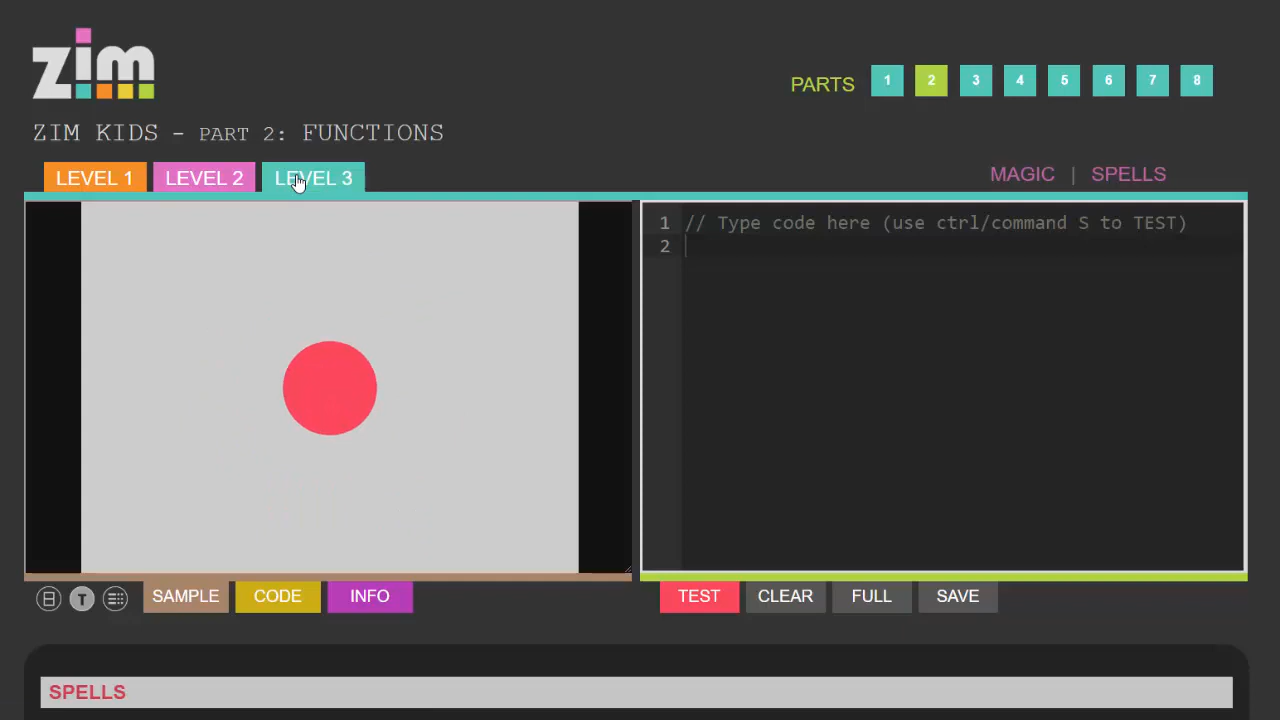 zim
PARTS 1 2 3 4 5 6 7 8
ZIM KIDS - PART 2: FUNCTIONS
LEVEL 1 LEVEL 2 LEVEL 3 MAGIC | SPELLS
1 // Type code here (use ctrl/command S to TEST)
2
T SAMPLE CODE INFO TEST CLEAR FULL SAVE
SPELLS